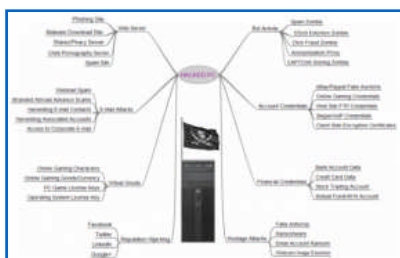 HACKED PC
Web Server
Phishing Site
Malware Download Site
Warez/Piracy Server
Child Pornography Server
Spam Site
E-Mail Attacks
Webmail Spam
Stranded Abroad Advance Scams
Harvesting E-mail Contacts
Harvesting Associated Accounts
Access to Corporate E-mail
Virtual Goods
Online Gaming Characters
Online Gaming Goods/Currency
PC Game License Keys
Operating System License Key
Reputation Hijacking
Facebook
Twitter
LinkedIn
Google+
Bot Activity
Spam Zombie
DDoS Extortion Zombie
Click Fraud Zombie
Anonymization Proxy
CAPTCHA Solving Zombie
Account Credentials
eBay/Paypal Fake Auctions
Online Gaming Credentials
Web Site FTP Credentials
Skype/VoIP Credentials
Client Side Encryption Certificates
Financial Credentials
Bank Account Data
Credit Card Data
Stock Trading Account
Mutual Fund/401k Account
Hostage Attacks
Fake Antivirus
Ransomware
Email Account Ransom
Webcam Image Extortion